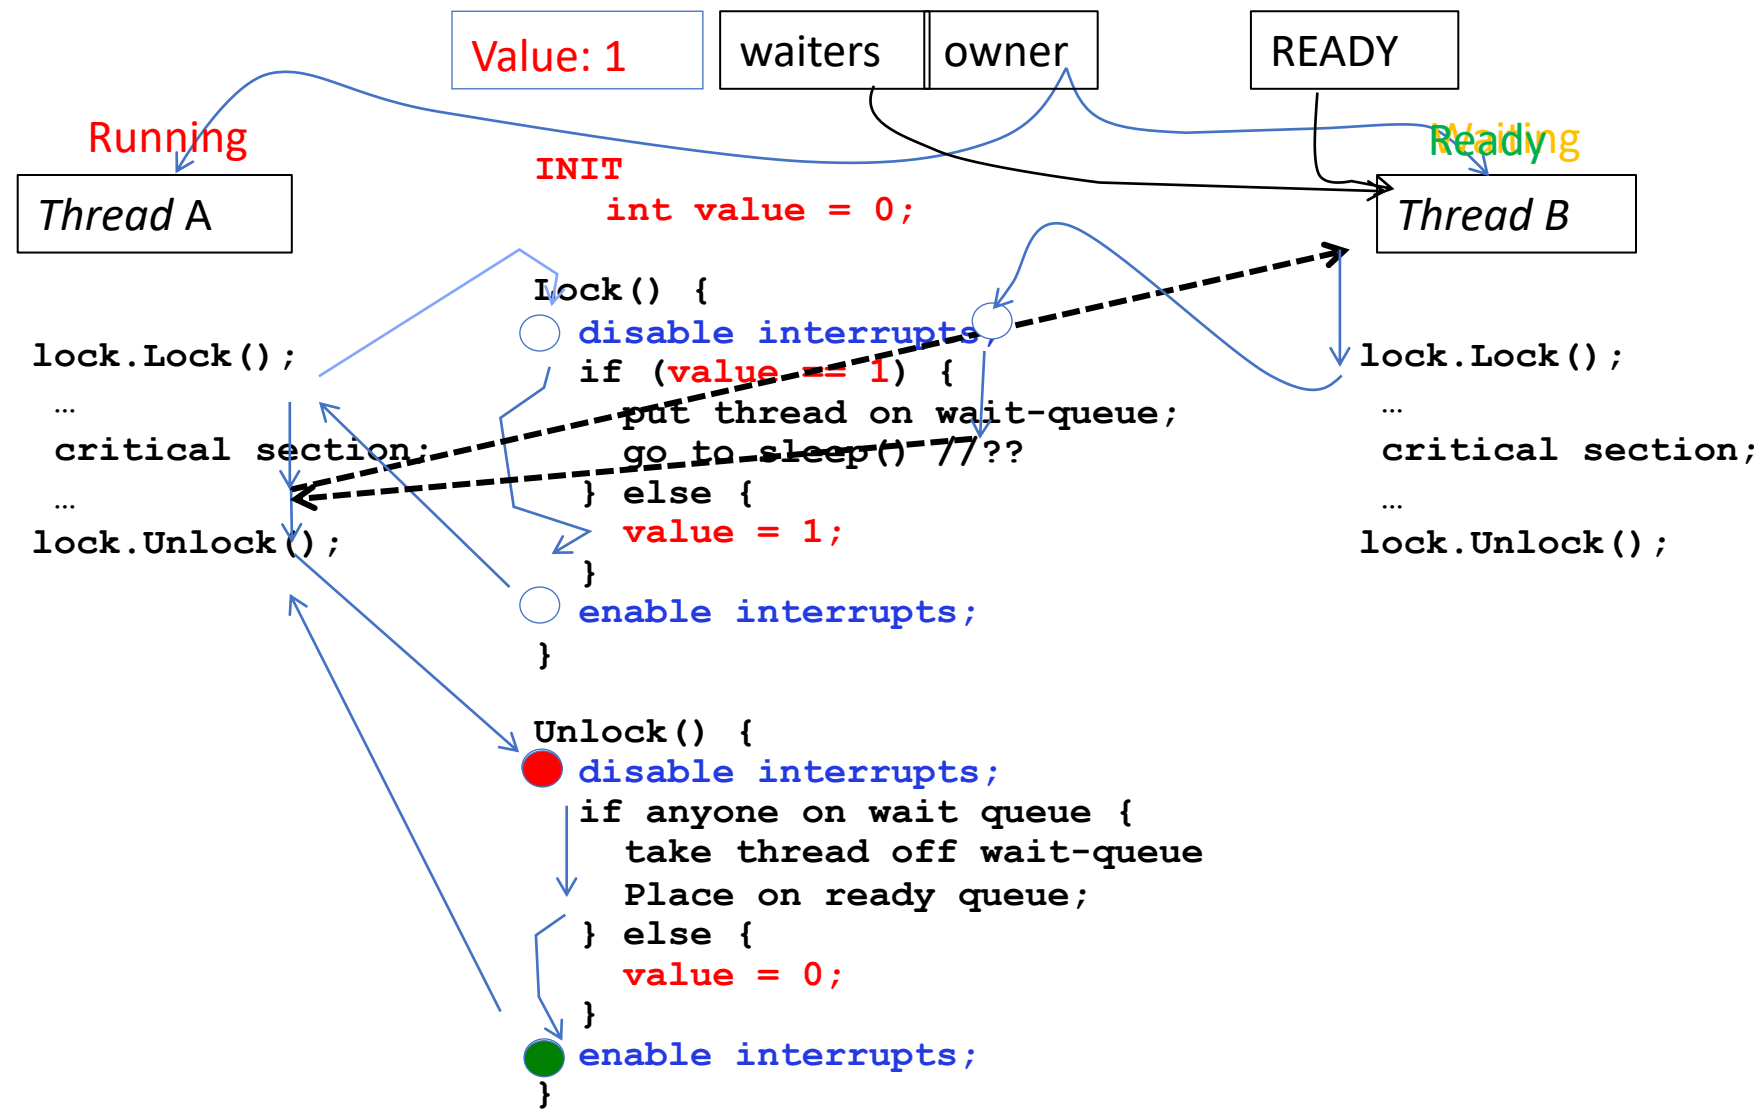 Value: 1
waiters
owner
READY
Running
Waiting
Ready
Thread A
Thread B
INIT
int value = 0;
Lock() {
disable interrupts;
if (value == 1) {
put thread on wait-queue;
go to sleep() //??
} else {
value = 1;
}
enable interrupts;
}
lock.Lock();
…
critical section;
…
lock.Unlock();
lock.Lock();
…
critical section;
…
lock.Unlock();
Unlock() {
disable interrupts;
if anyone on wait queue {
take thread off wait-queue
Place on ready queue;
} else {
value = 0;
}
enable interrupts;
}